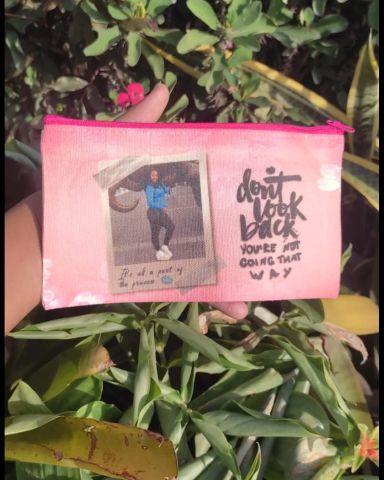 It's all a part of
the process
don't
look
back
YOU'RE NOT
GOING THAT
WAY